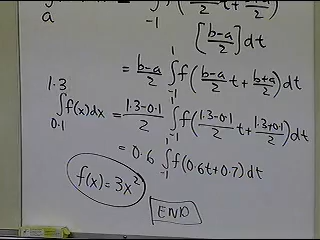 a
-1
[b-a/2] dt
= b-a/2 ∫_{-1}^{1} f(b-a/2 t + b+a/2) dt
∫_{0.1}^{1.3} f(x) dx = 1.3-0.1/2 ∫_{-1}^{1} f(1.3-0.1/2 t + 1.3+0.1/2) dt
= 0.6 ∫_{-1}^{1} f(0.6t+0.7) dt
f(x)=3x²
END